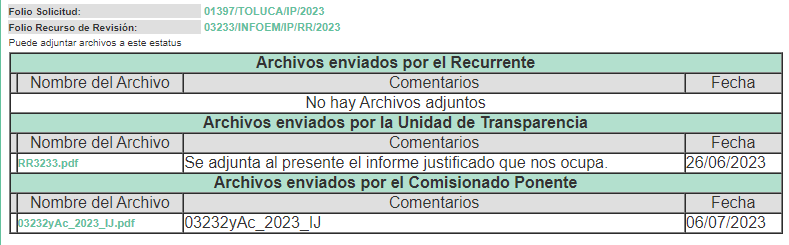 Folio Solicitud: 01397/TOLUCA/IP/2023
Folio Recurso de Revisión: 03233/INFOEM/IP/RR/2023
Puede adjuntar archivos a este estatus
Archivos enviados por el Recurrente
Nombre del Archivo Comentarios Fecha
No hay Archivos adjuntos
Archivos enviados por la Unidad de Transparencia
Nombre del Archivo Comentarios Fecha
RR3233.pdf Se adjunta al presente el informe justificado que nos ocupa. 26/06/2023
Archivos enviados por el Comisionado Ponente
Nombre del Archivo Comentarios Fecha
03232yAc_2023_IJ.pdf 03232yAc_2023_IJ 06/07/2023